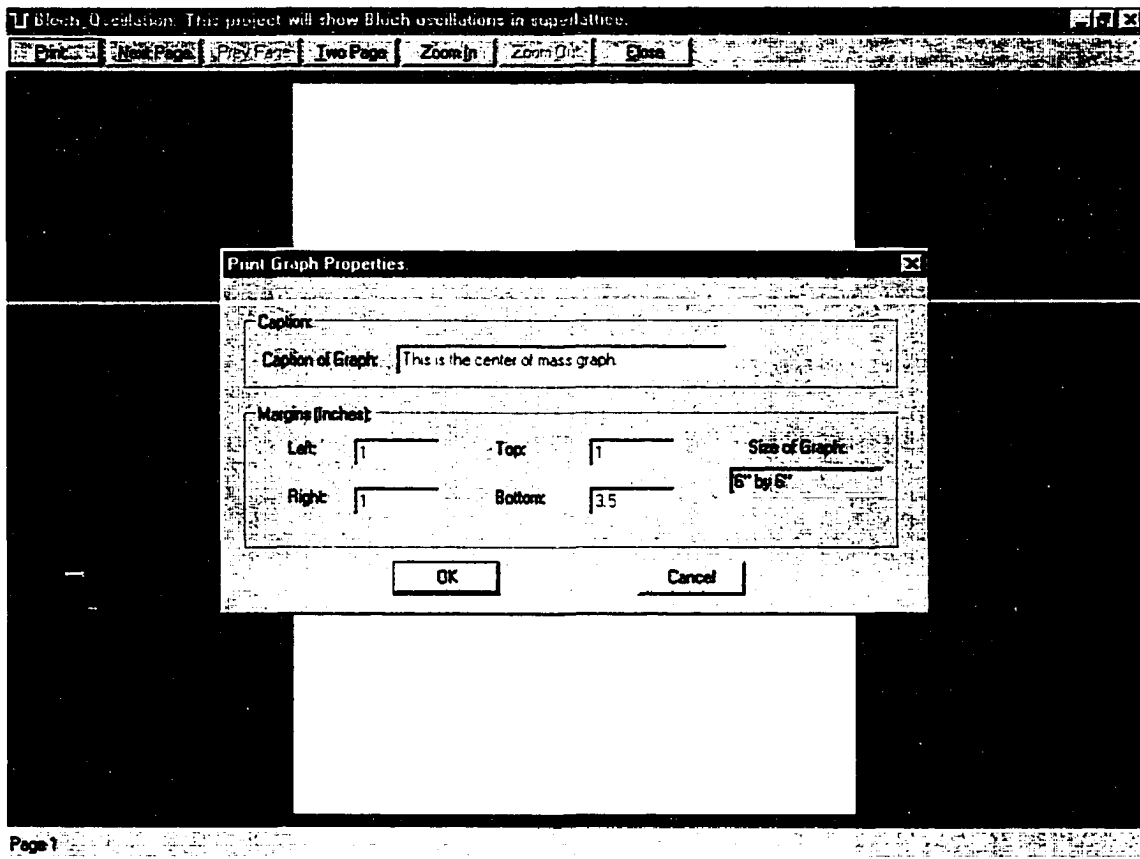 Bloch_Oscillation: This project will show Bloch oscillations in superlattice.
Print... Next Page Prev Page Two Page Zoom In Zoom Out Close
Print Graph Properties.
Caption:
Caption of Graph: This is the center of mass graph.
Margins (Inches):
Left: 1 Top: 1 Size of Graph:
6" by 6"
Right: 1 Bottom: 3.5
OK Cancel
Page 1